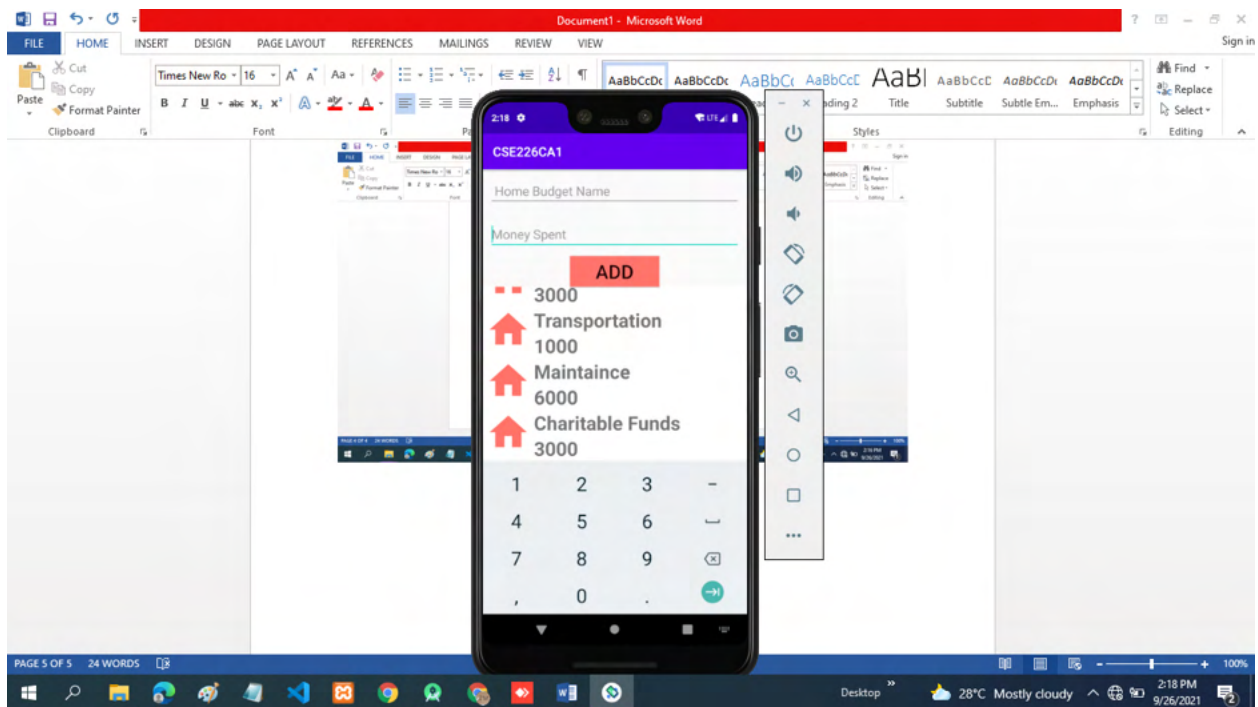 Document1 - Microsoft Word
FILE HOME INSERT DESIGN PAGE LAYOUT REFERENCES MAILINGS REVIEW VIEW Sign in
Cut
Copy
Format Painter
Paste
Times New Ro 16
AaBbCcDc AaBbCcDc AaBbCc AaBbCcE AaBl AaBbCcC AaBbCcDc AaBbCcDc
ading 2 Title Subtitle Subtle Em... Emphasis
Find
Replace
Select
Clipboard Font Pa Styles Editing
2:18 LTE
CSE226CA1
Home Budget Name
Money Spent
ADD
3000
Transportation
1000
Maintaince
6000
Charitable Funds
3000
1 2 3 -
4 5 6
7 8 9
, 0 .
PAGE 5 OF 5 24 WORDS 100%
Desktop 28°C Mostly cloudy 2:18 PM
9/26/2021